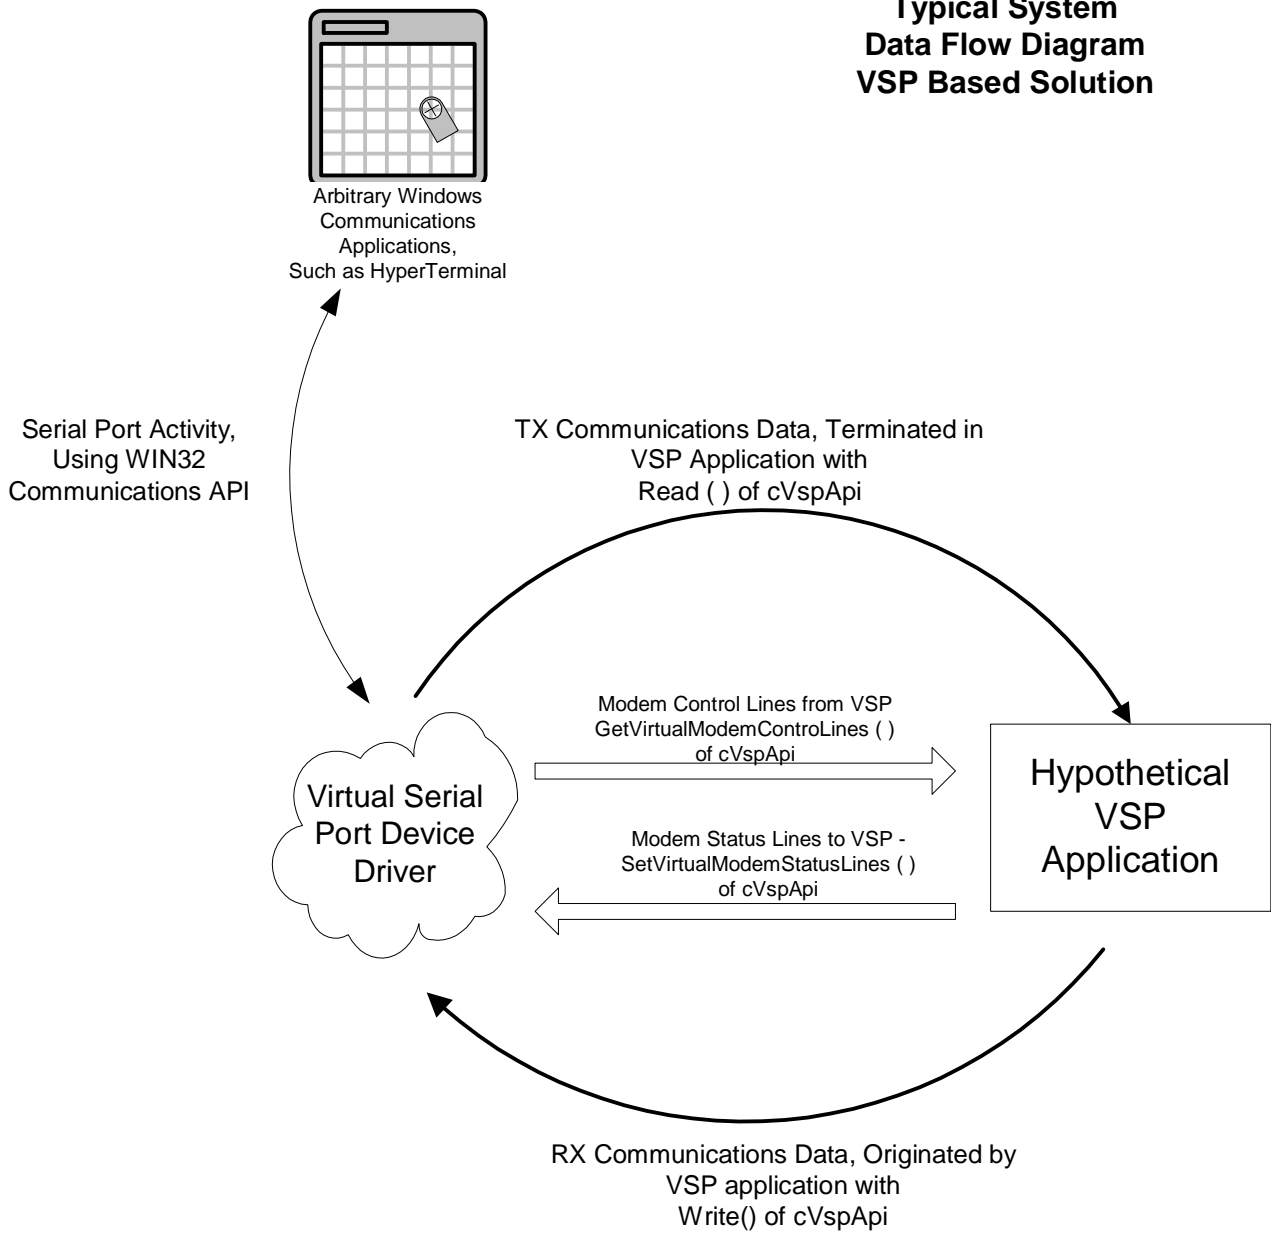 Typical System
Data Flow Diagram
VSP Based Solution
Arbitrary Windows
Communications
Applications,
Such as HyperTerminal
Serial Port Activity,
Using WIN32
Communications API
TX Communications Data, Terminated in
VSP Application with
Read ( ) of cVspApi
Modem Control Lines from VSP
GetVirtualModemControLines ( )
of cVspApi
Virtual Serial
Port Device
Driver
Modem Status Lines to VSP -
SetVirtualModemStatusLines ( )
of cVspApi
Hypothetical
VSP
Application
RX Communications Data, Originated by
VSP application with
Write() of cVspApi